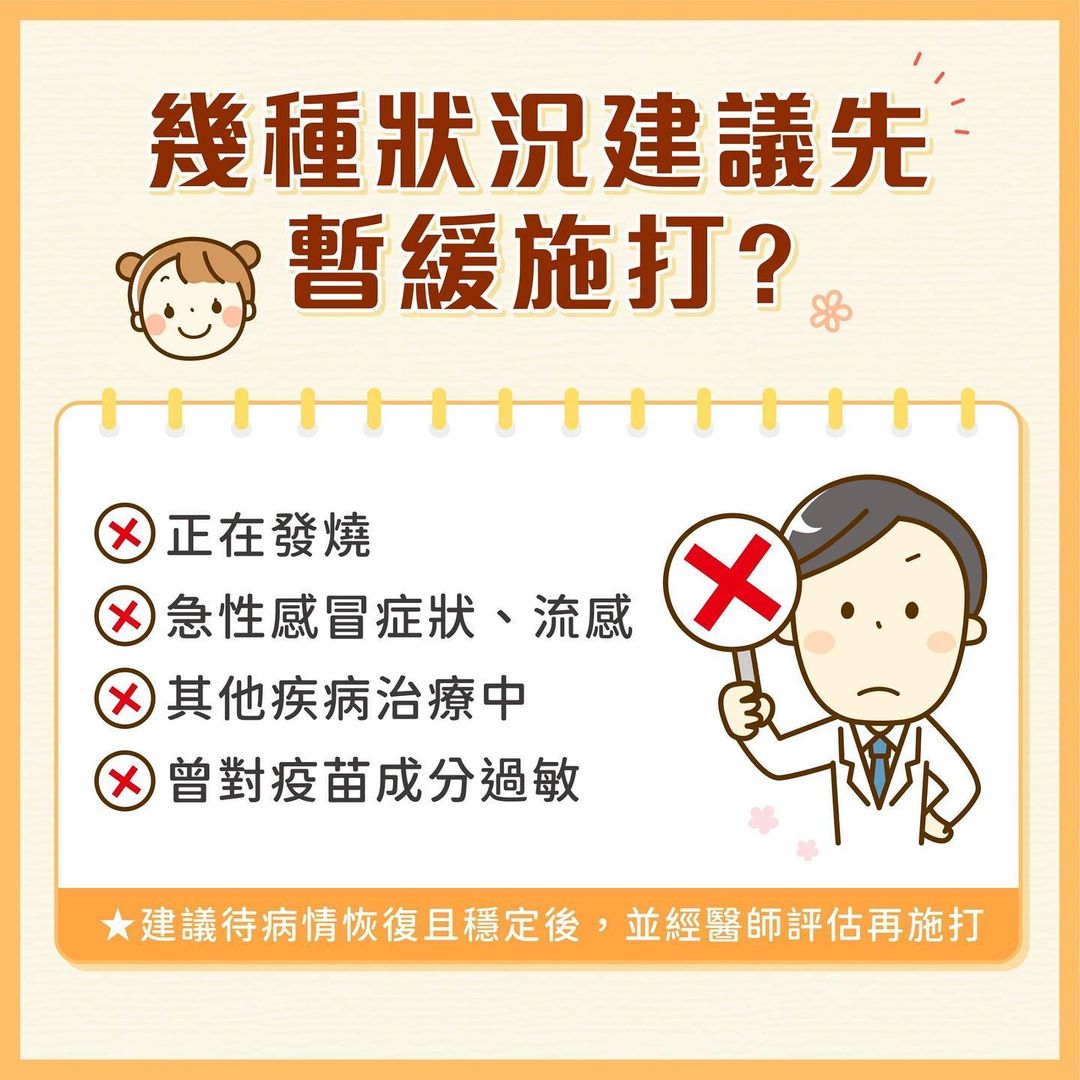 幾種狀況建議先
暫緩施打?
正在發燒
急性感冒症狀、流感
其他疾病治療中
曾對疫苗成分過敏
★建議待病情恢復且穩定後，並經醫師評估再施打